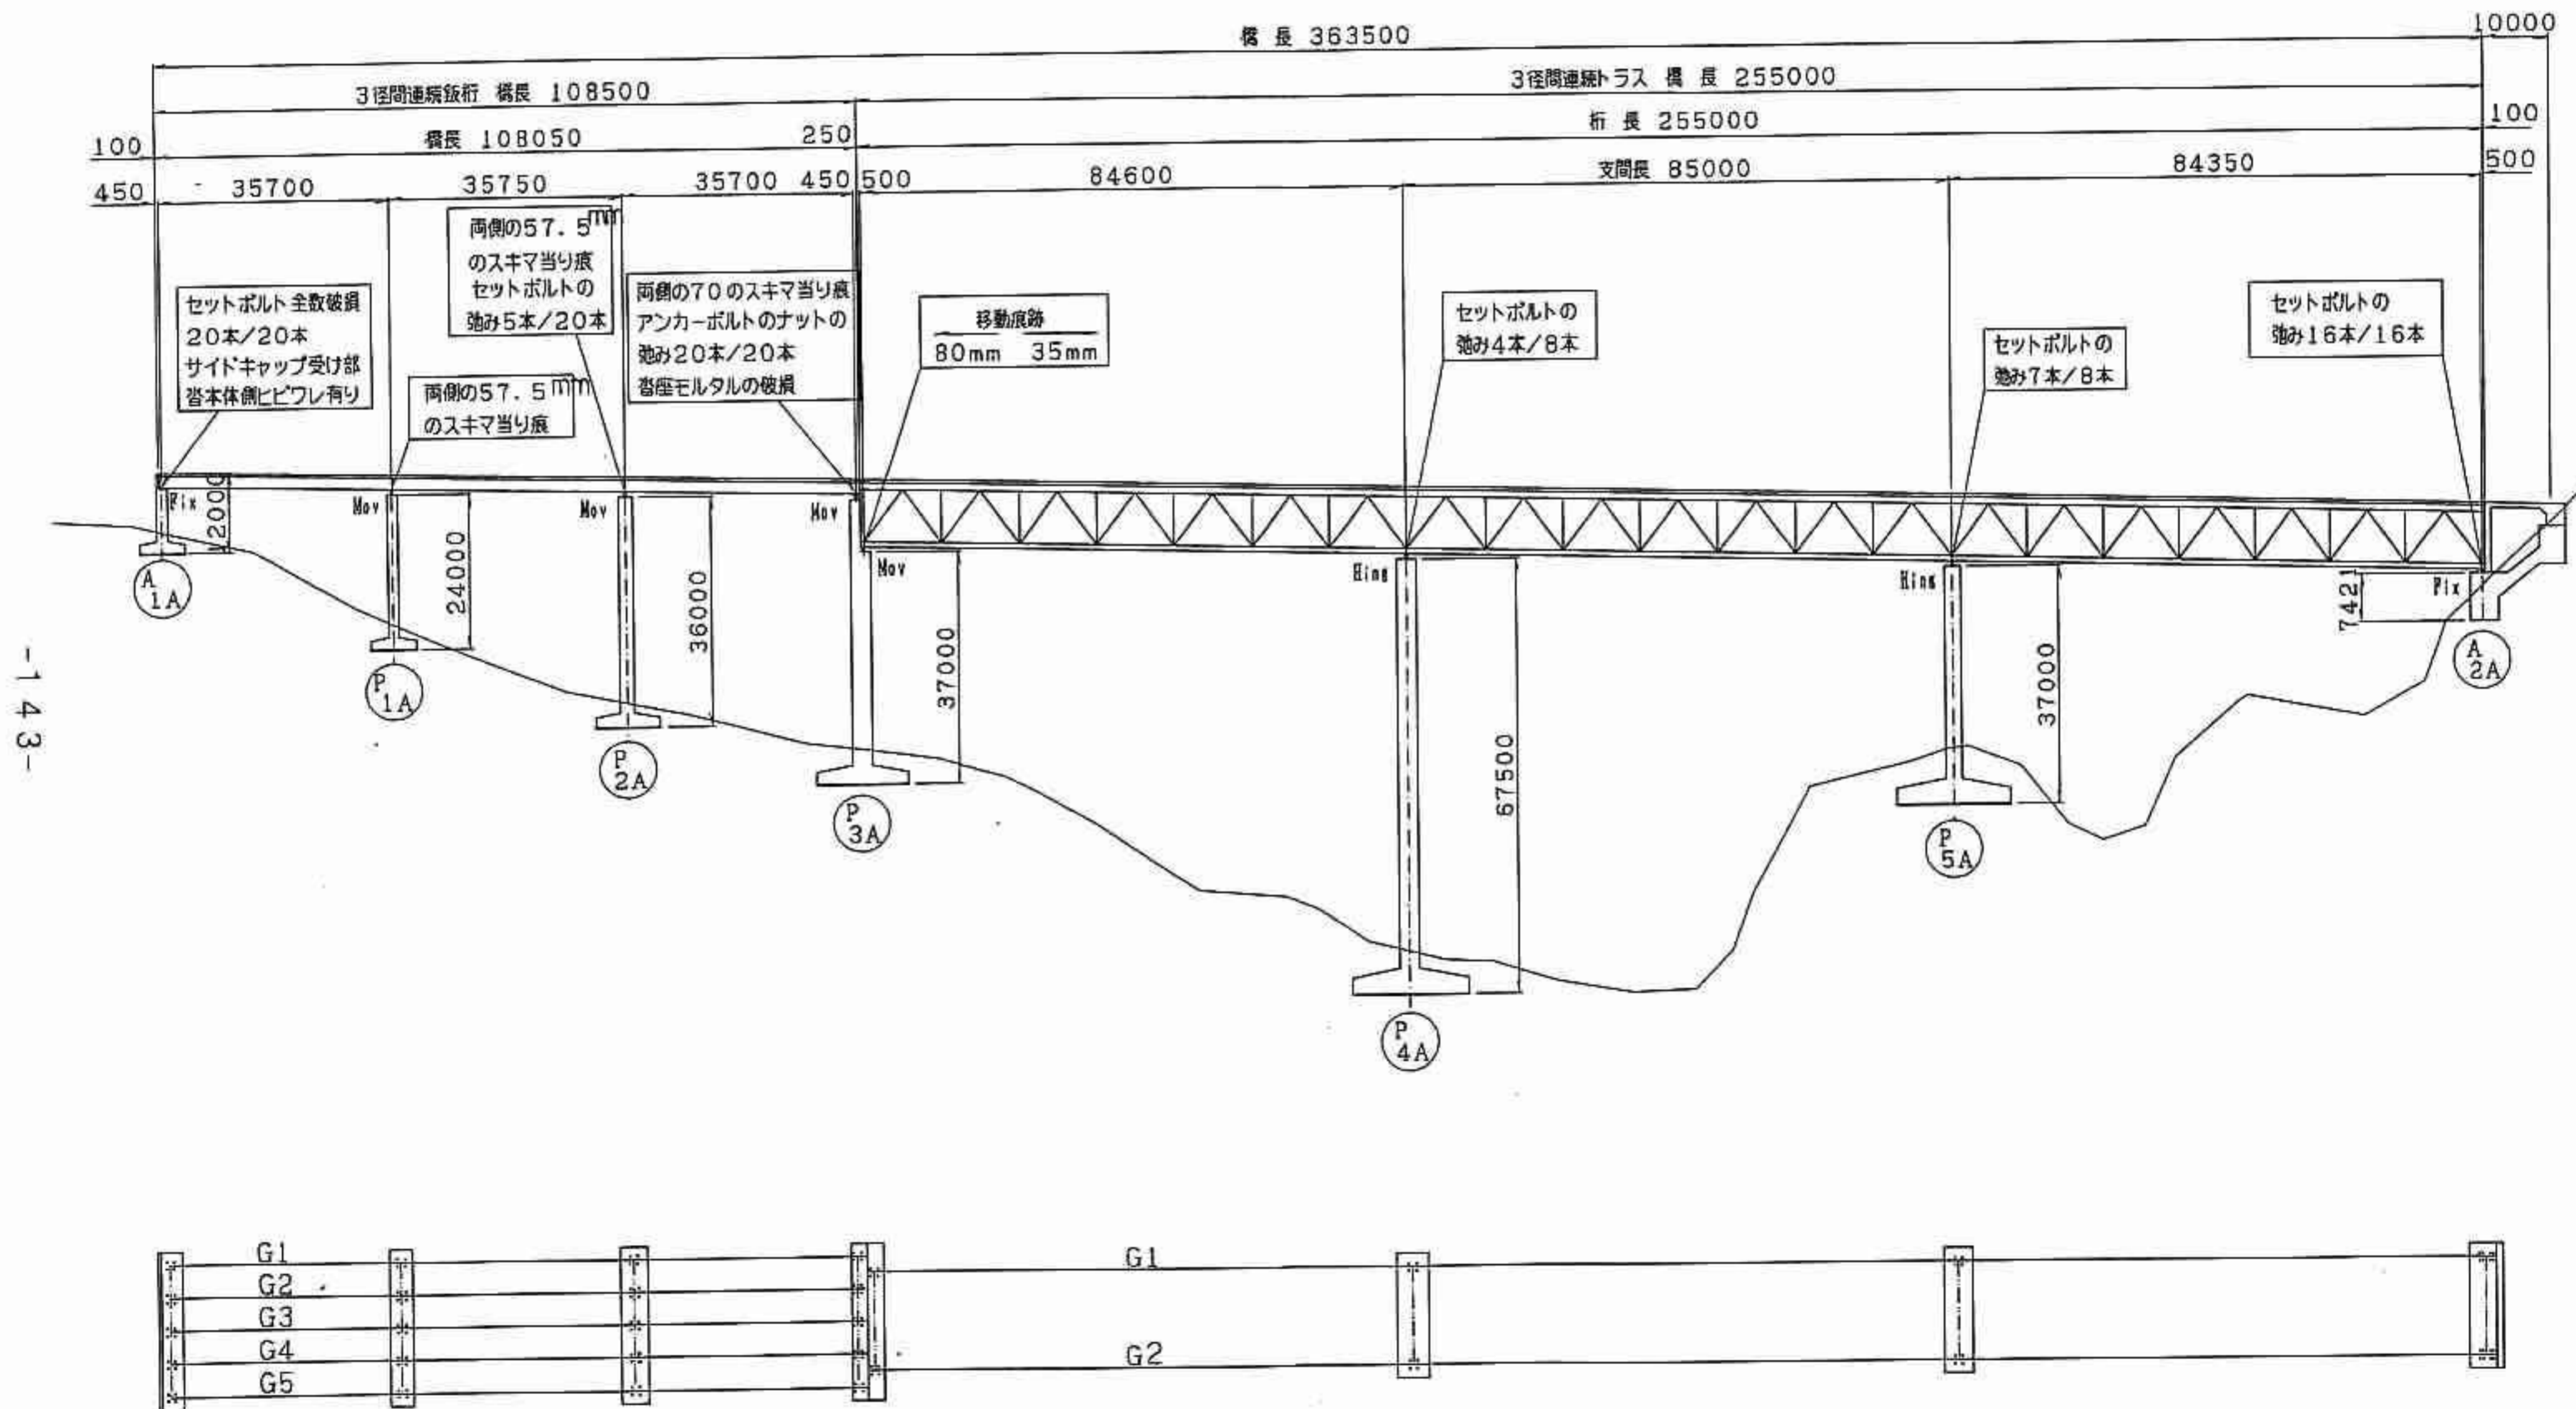 橋 長 363500
10000
3径間連続鈑桁 橋長 108500
3径間連続トラス 橋 長 255000
100
橋長 108050
250
桁 長 255000
100
450
35700
35750
35700
450
500
84600
支間長 85000
84350
500
セットボルト全数破損
20本/20本
サイドキャップ受け部
沓本体側ヒビワレ有り
両側の57.5mm
のスキマ当り痕
両側の57.5mm
のスキマ当り痕
セットボルトの
弛み5本/20本
両側の70のスキマ当り痕
アンカーボルトのナットの
弛み20本/20本
沓座モルタルの破損
移動痕跡
80mm 35mm
セットボルトの
弛み4本/8本
セットボルトの
弛み7本/8本
セットボルトの
弛み16本/16本
Fix
Mov
Mov
Mov
Mov
Hing
Hing
Fix
12000
24000
36000
37000
67500
37000
7421
A
1A
P
1A
P
2A
P
3A
P
4A
P
5A
A
2A
-143-
G1
G2
G3
G4
G5
G1
G2